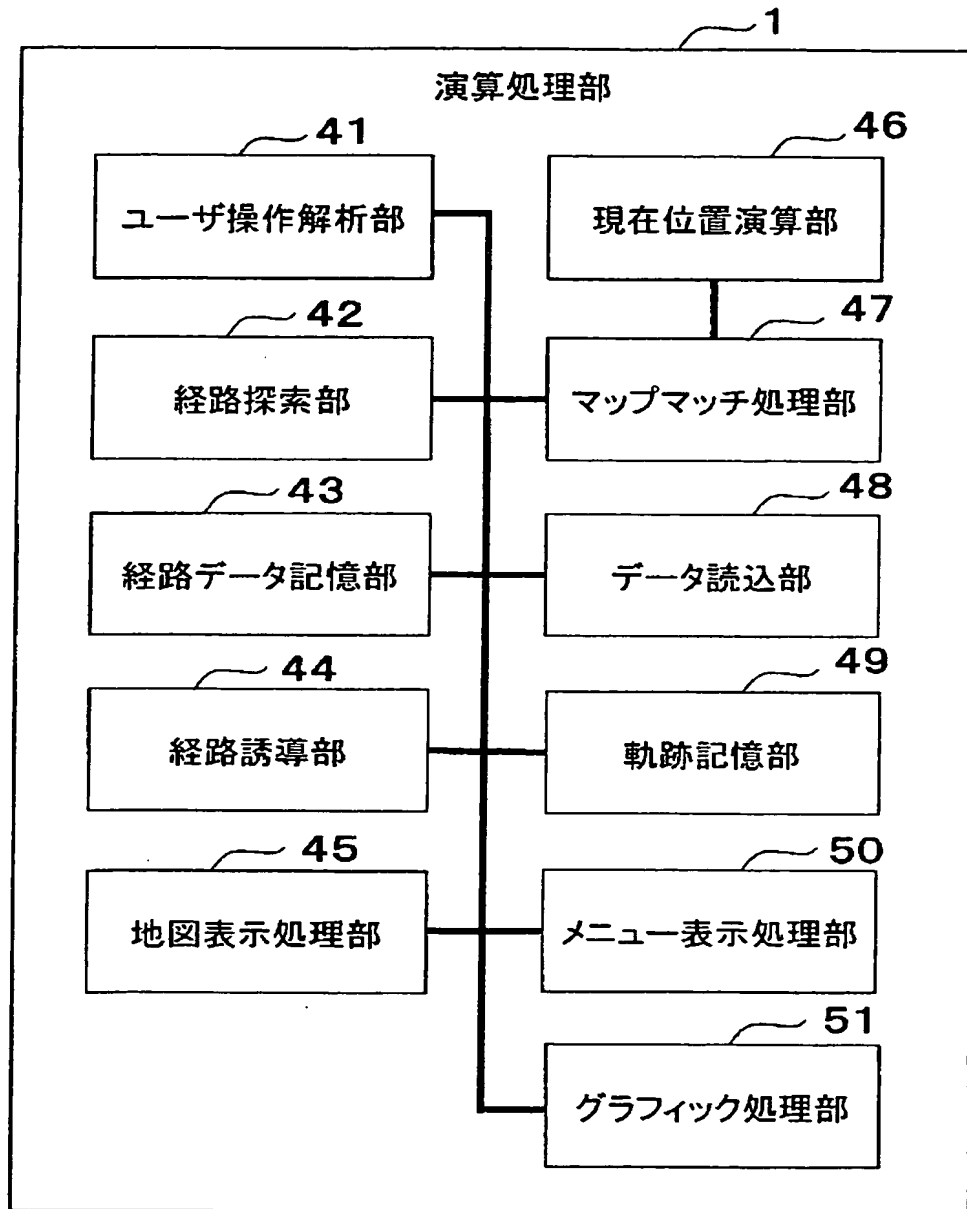 1
演算処理部
41
ユーザ操作解析部
46
現在位置演算部
42
経路探索部
47
マップマッチ処理部
43
経路データ記憶部
48
データ読込部
44
経路誘導部
49
軌跡記憶部
45
地図表示処理部
50
メニュー表示処理部
51
グラフィック処理部